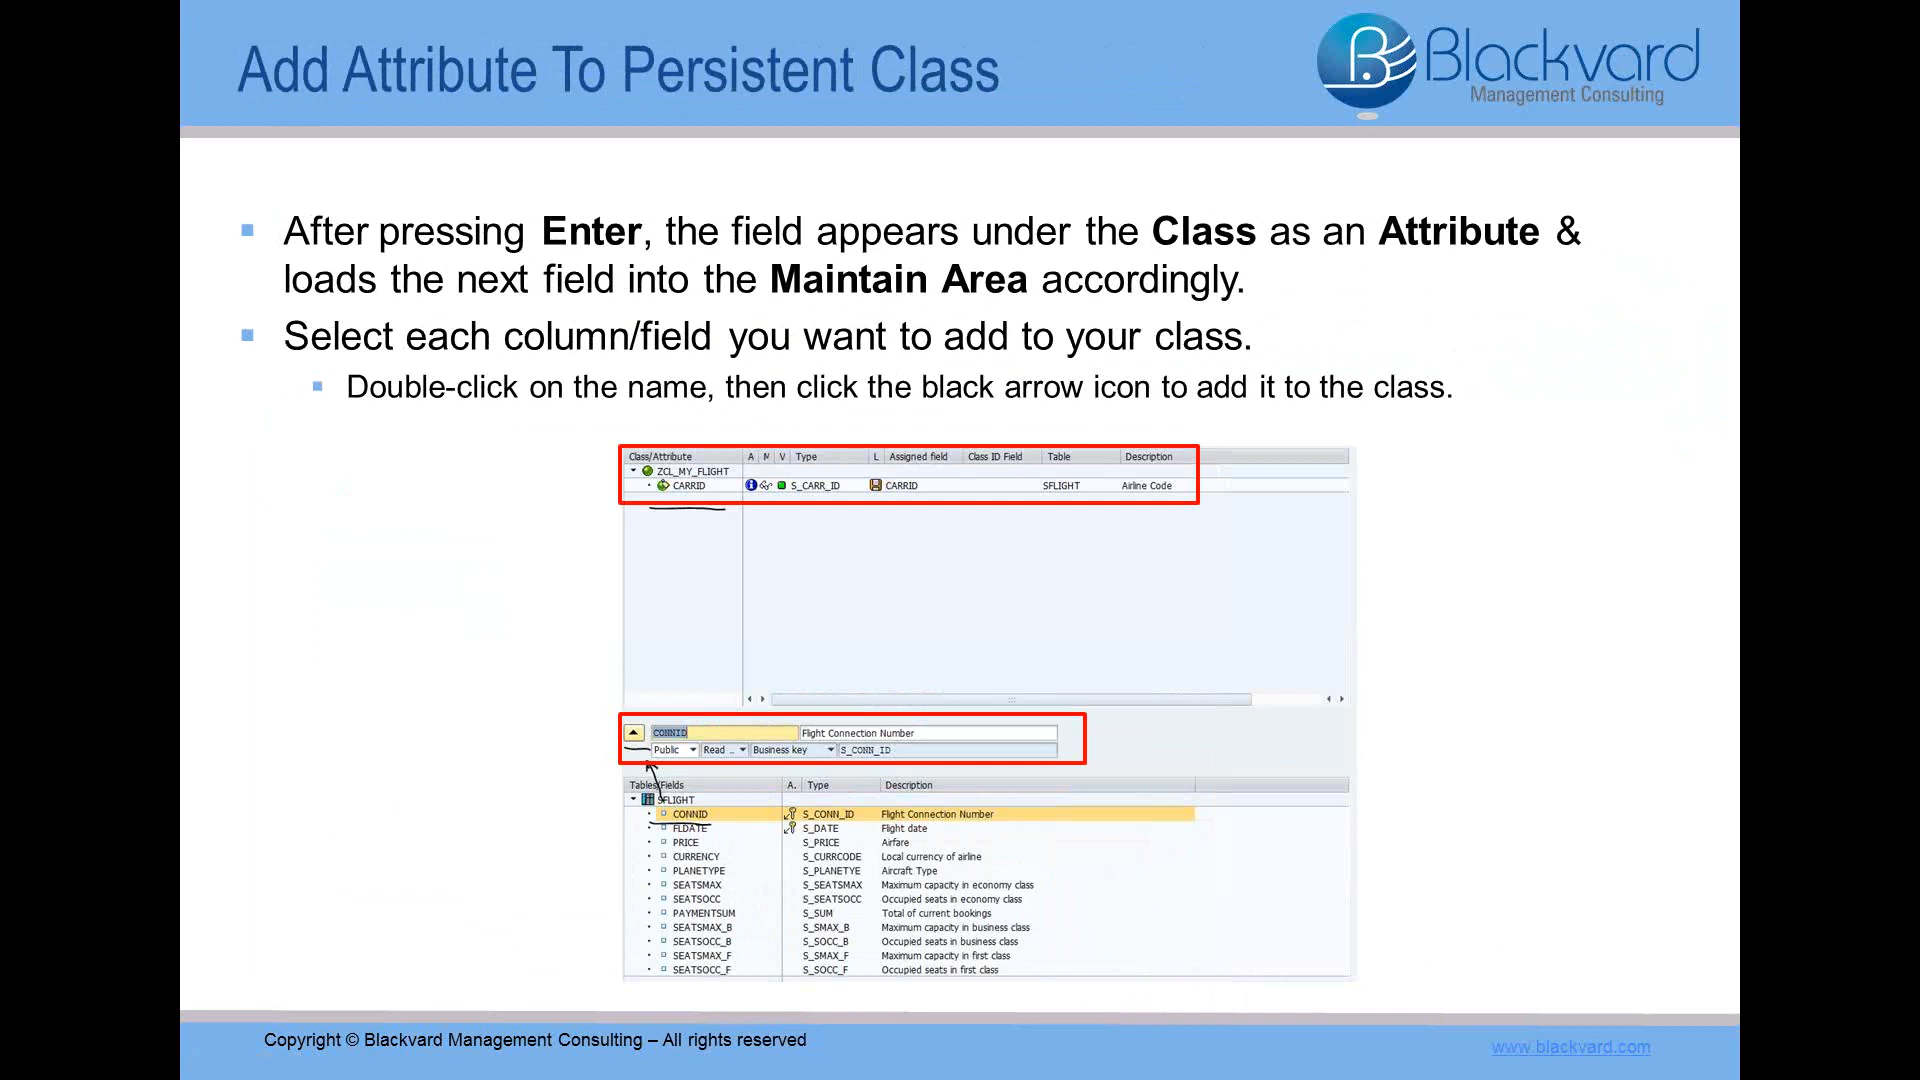 Add Attribute To Persistent Class
Blackvard
Management Consulting
After pressing Enter, the field appears under the Class as an Attribute &
loads the next field into the Maintain Area accordingly.
Select each column/field you want to add to your class.
Double-click on the name, then click the black arrow icon to add it to the class.
Class/Attribute A M V Type L Assigned field Class ID Field Table Description
ZCL_MY_FLIGHT
CARRID S_CARR_ID CARRID SFLIGHT Airline Code
CONNID Flight Connection Number
Public Read .. Business key S_CONN_ID
Tables/Fields A. Type Description
SFLIGHT
CONNID S_CONN_ID Flight Connection Number
FLDATE S_DATE Flight date
PRICE S_PRICE Airfare
CURRENCY S_CURRCODE Local currency of airline
PLANETYPE S_PLANETYE Aircraft Type
SEATSMAX S_SEATSMAX Maximum capacity in economy class
SEATSOCC S_SEATSOCC Occupied seats in economy class
PAYMENTSUM S_SUM Total of current bookings
SEATSMAX_B S_SMAX_B Maximum capacity in business class
SEATSOCC_B S_SOCC_B Occupied seats in business class
SEATSMAX_F S_SMAX_F Maximum capacity in first class
SEATSOCC_F S_SOCC_F Occupied seats in first class
Copyright © Blackvard Management Consulting – All rights reserved
www.blackvard.com